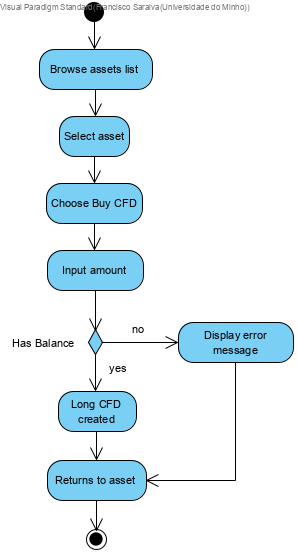 Visual Paradigm Standard(Francisco Saraiva(Universidade do Minho))
Browse assets list
Select asset
Choose Buy CFD
Input amount
no
Has Balance
Display error
message
yes
Long CFD
created
Returns to asset